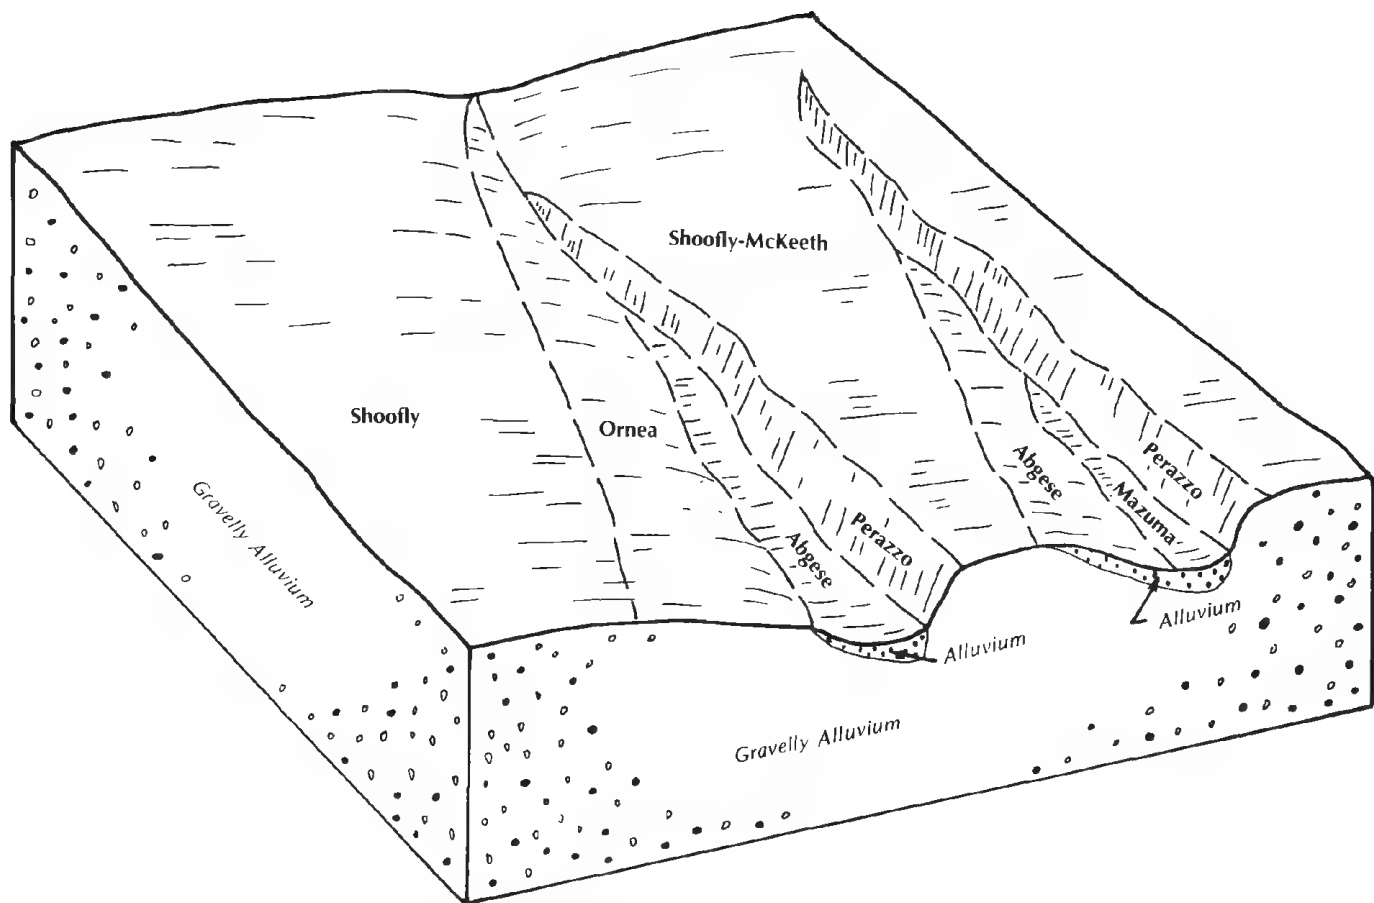 Shoofly-McKeeth
Shoofly
Ornea
Abgese
Perazzo
Abgese
Mazuma
Perazzo
Gravelly Alluvium
Alluvium
Alluvium
Gravelly Alluvium